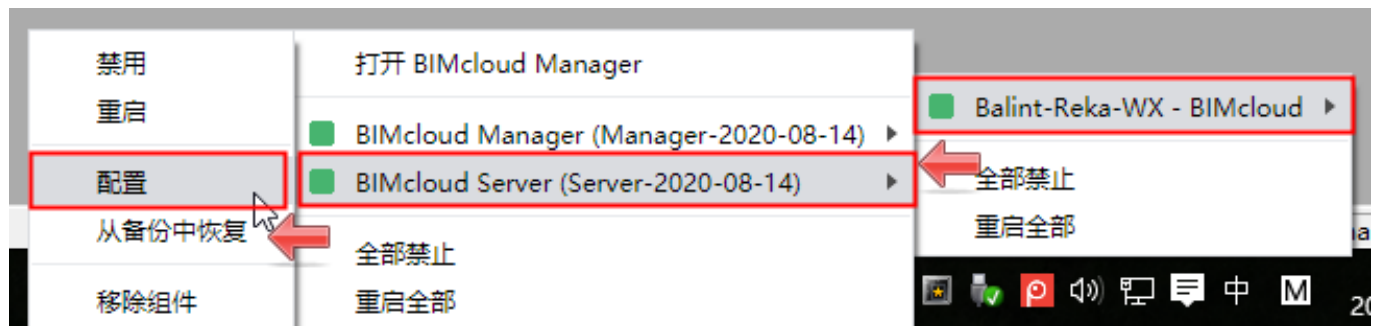 禁用
重启
配置
从备份中恢复
移除组件
打开 BIMcloud Manager
BIMcloud Manager (Manager-2020-08-14)
BIMcloud Server (Server-2020-08-14)
全部禁止
重启全部
Balint-Reka-WX - BIMcloud
全部禁止
重启全部
中
M